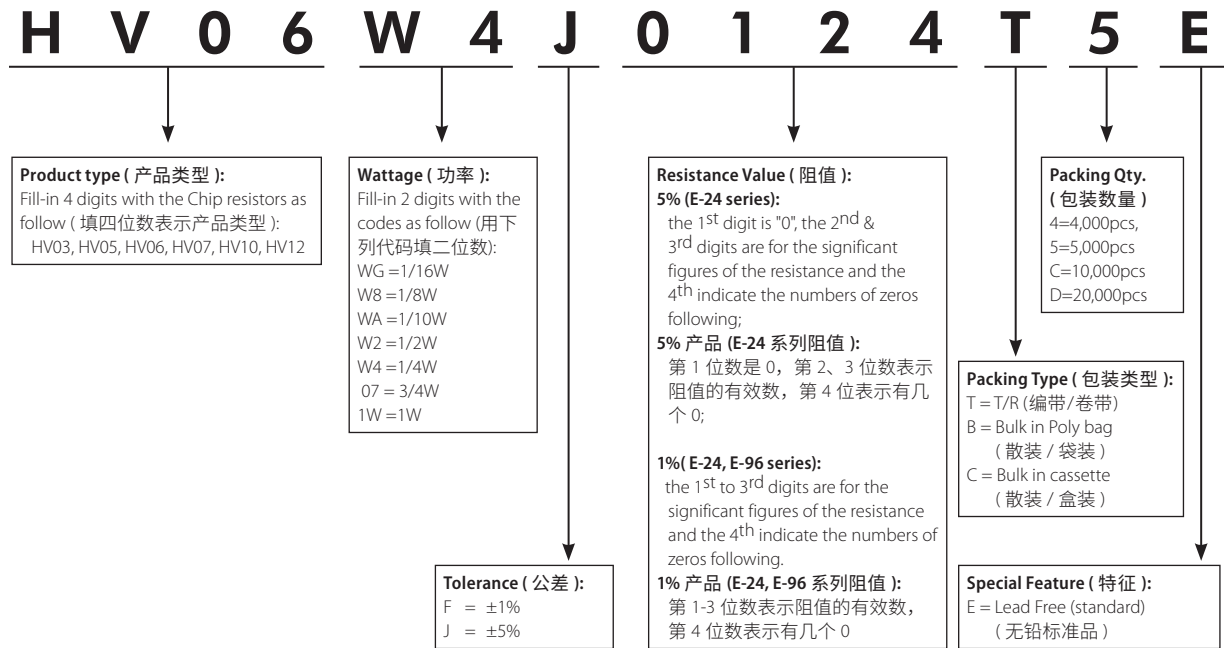 H V 0 6 W 4 J 0 1 2 4 T 5 E
Product type ( 产品类型 ):
Fill-in 4 digits with the Chip resistors as
follow ( 填四位数表示产品类型 ):
HV03, HV05, HV06, HV07, HV10, HV12
Wattage ( 功率 ):
Fill-in 2 digits with the
codes as follow (用下
列代码填二位数):
WG =1/16W
W8 =1/8W
WA =1/10W
W2 =1/2W
W4 =1/4W
07 = 3/4W
1W =1W
Tolerance ( 公差 ):
F = ±1%
J = ±5%
Resistance Value ( 阻值 ):
5% (E-24 series):
the 1st digit is "0", the 2nd &
3rd digits are for the significant
figures of the resistance and the
4th indicate the numbers of zeros
following;
5% 产品 (E-24 系列阻值 ):
第 1 位数是 0，第 2、3 位数表示
阻值的有效数，第 4 位表示有几
个 0;
1%( E-24, E-96 series):
the 1st to 3rd digits are for the
significant figures of the resistance
and the 4th indicate the numbers of
zeros following.
1% 产品 (E-24, E-96 系列阻值 ):
第 1-3 位数表示阻值的有效数，
第 4 位数表示有几个 0
Packing Qty.
( 包装数量 )
4=4,000pcs,
5=5,000pcs
C=10,000pcs
D=20,000pcs
Packing Type ( 包装类型 ):
T = T/R (编带/卷带)
B = Bulk in Poly bag
( 散装 / 袋装 )
C = Bulk in cassette
( 散装 / 盒装 )
Special Feature ( 特征 ):
E = Lead Free (standard)
( 无铅标准品 )